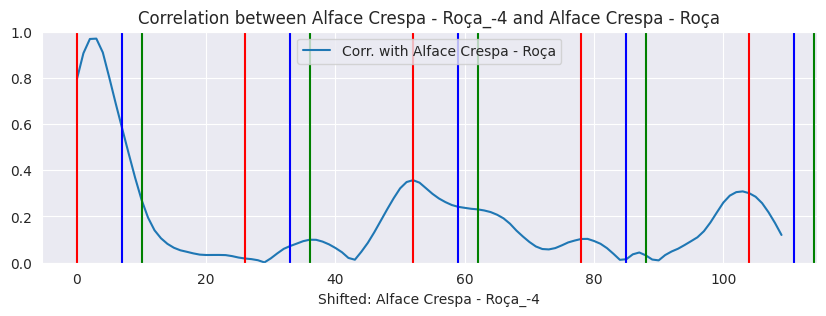 Correlation between Alface Crespa - Roça_-4 and Alface Crespa - Roça
Corr. with Alface Crespa - Roça
1.0
0.8
0.6
0.4
0.2
0.0
0 20 40 60 80 100
Shifted: Alface Crespa - Roça_-4